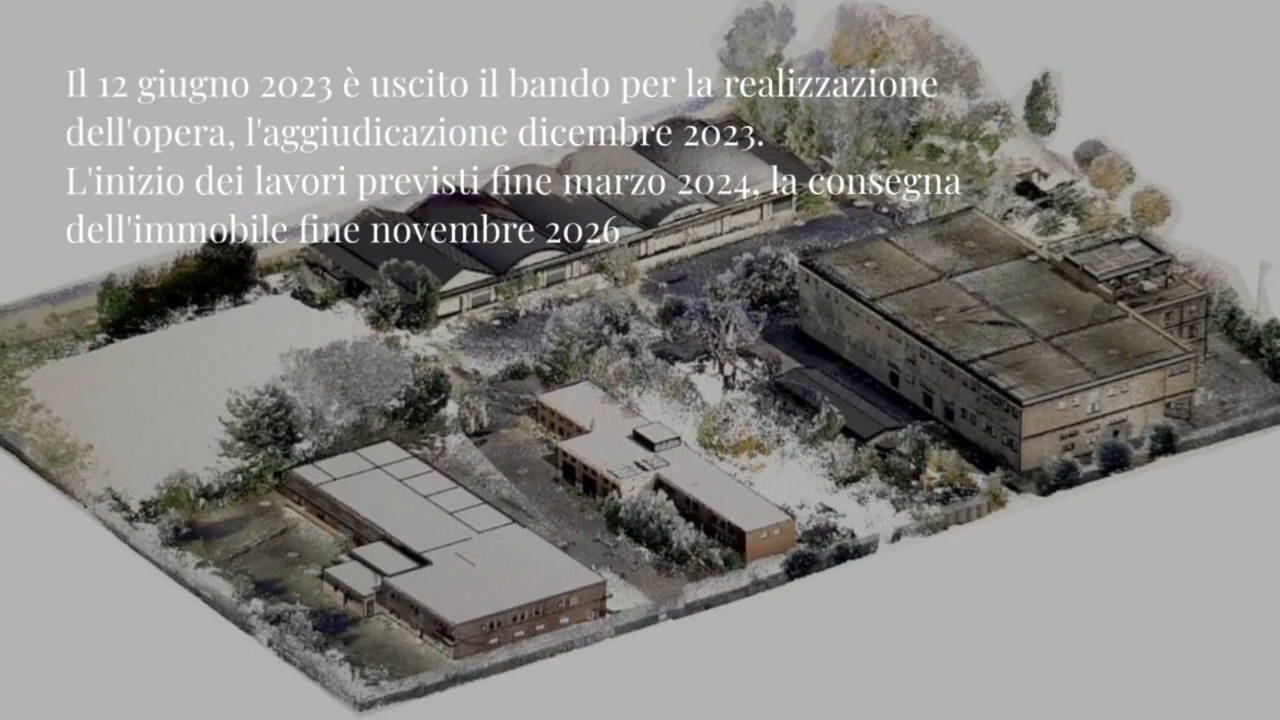 Il 12 giugno 2023 è uscito il bando per la realizzazione
dell'opera, l'aggiudicazione dicembre 2023.
L'inizio dei lavori previsti fine marzo 2024, la consegna
dell'immobile fine novembre 2026